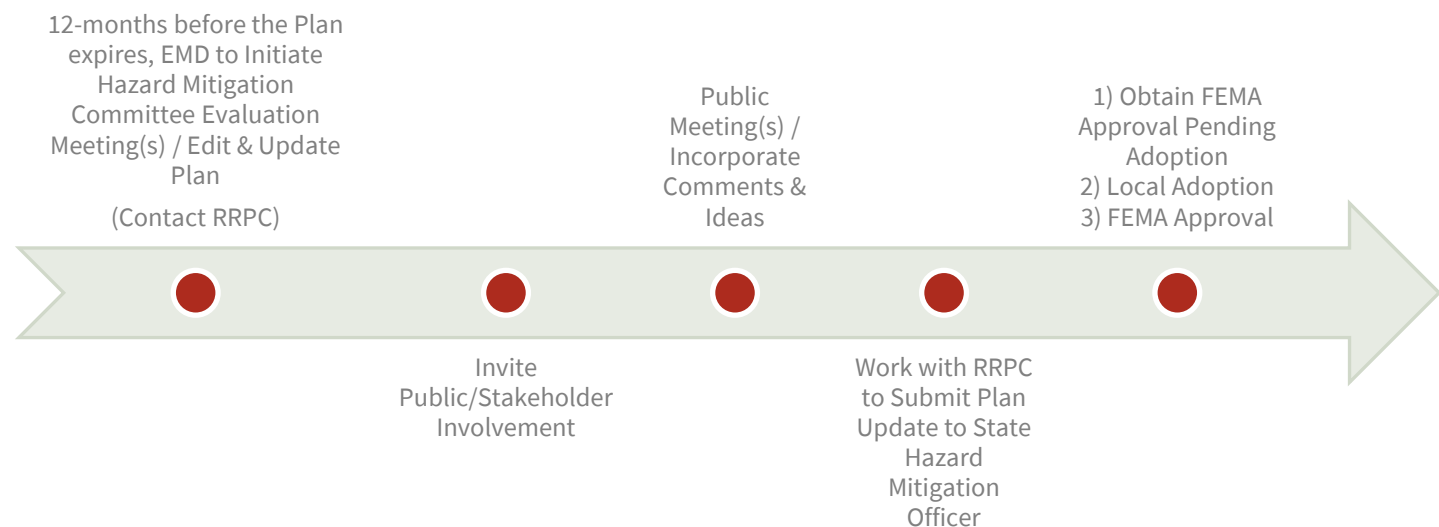 12-months before the Plan
expires, EMD to Initiate
Hazard Mitigation
Committee Evaluation
Meeting(s) / Edit & Update
Plan
(Contact RRPC)
Invite
Public/Stakeholder
Involvement
Public
Meeting(s) /
Incorporate
Comments &
Ideas
Work with RRPC
to Submit Plan
Update to State
Hazard
Mitigation
Officer
1) Obtain FEMA
Approval Pending
Adoption
2) Local Adoption
3) FEMA Approval